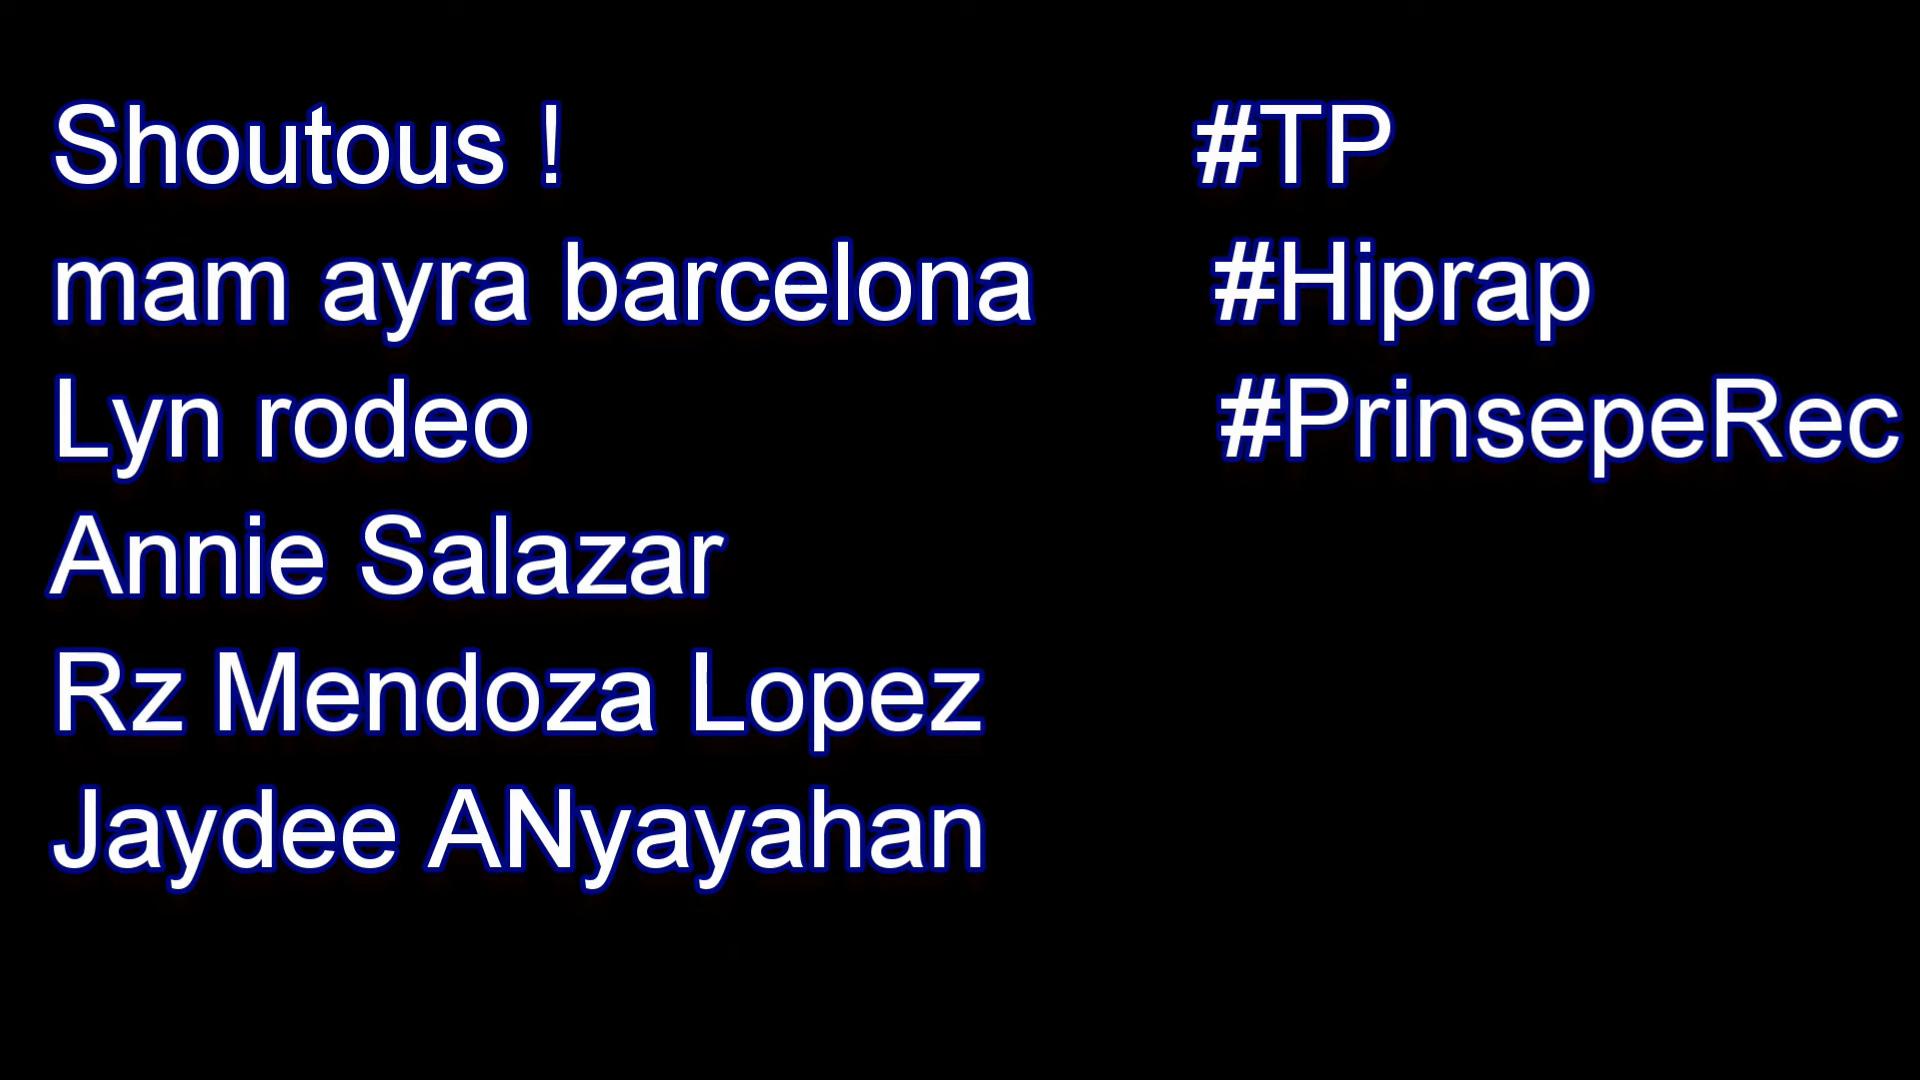 Shoutous !
mam ayra barcelona
Lyn rodeo
Annie Salazar
Rz Mendoza Lopez
Jaydee ANyayahan
#TP
#Hiprap
#PrinsepeRec